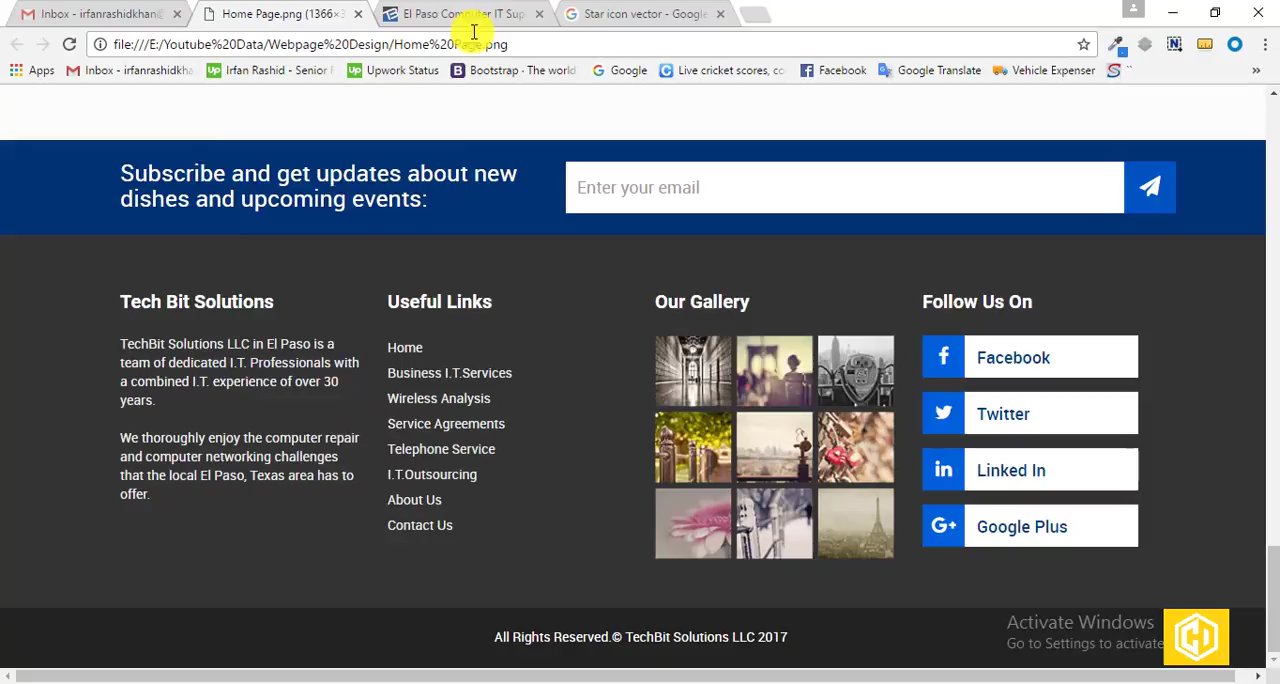 Inbox - irfanrashidkhan@
Home Page.png (1366×3
El Paso Computer IT Sup
Star icon vector - Google
file:///E:/Youtube%20Data/Webpage%20Design/Home%20Page.png
Apps
Inbox - irfanrashidkha
Up
Irfan Rashid - Senior F
Up
Upwork Status
B
Bootstrap - The world
Google
Live cricket scores, co
Facebook
Google Translate
Vehicle Expenser
»
Subscribe and get updates about new
dishes and upcoming events:
Enter your email
Tech Bit Solutions
TechBit Solutions LLC in El Paso is a
team of dedicated I.T. Professionals with
a combined I.T. experience of over 30
years.
We thoroughly enjoy the computer repair
and computer networking challenges
that the local El Paso, Texas area has to
offer.
Useful Links
Home
Business I.T.Services
Wireless Analysis
Service Agreements
Telephone Service
I.T.Outsourcing
About Us
Contact Us
Our Gallery
Follow Us On
Facebook
Twitter
Linked In
Google Plus
All Rights Reserved.© TechBit Solutions LLC 2017
Activate Windows
Go to Settings to activate